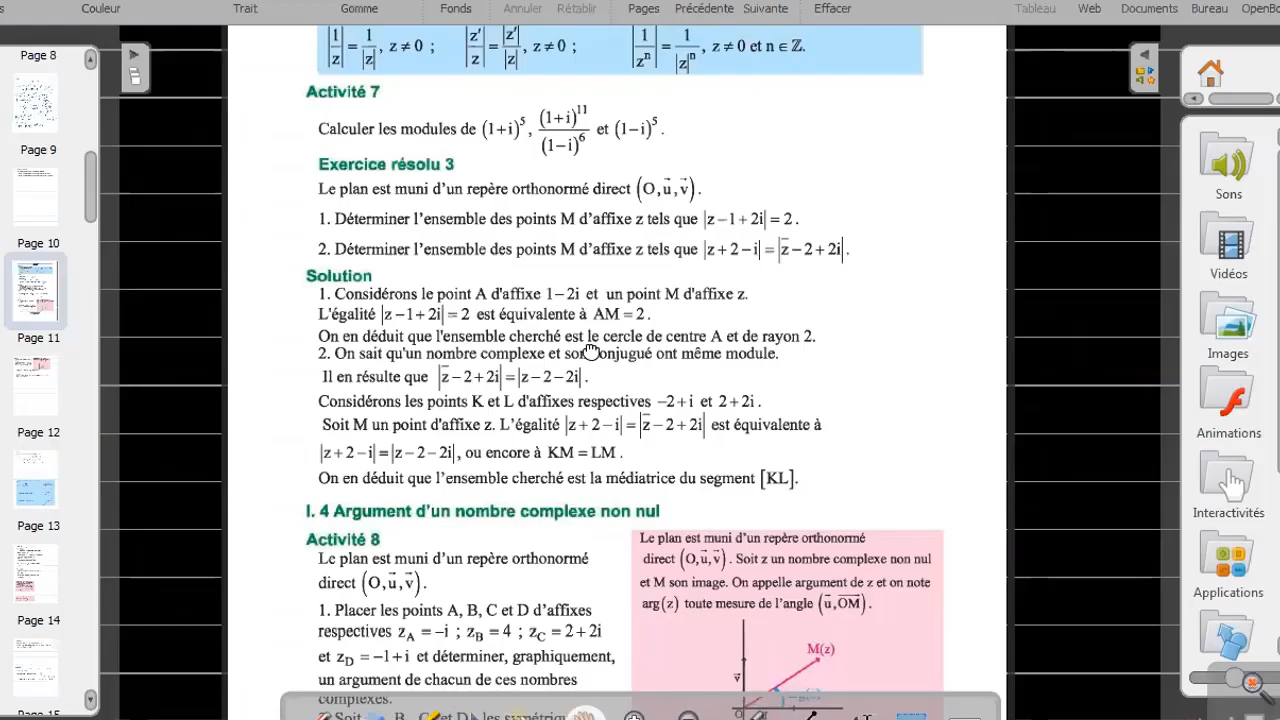 Couleur Trait Gomme Fonds Annuler Rétablir Pages Précédente Suivante Effacer Tableau Web Documents Bureau OpenBo
Page 8
Page 9
Page 10
Page 11
Page 12
Page 13
Page 14
|1/z| = 1/|z|, z ≠ 0 ; |z'/z| = |z'|/|z|, z ≠ 0 ; |1/zⁿ| = 1/|z|ⁿ, z ≠ 0 et n ∈ ℤ.
Activité 7
Calculer les modules de (1+i)⁵, (1+i)¹¹/(1−i)⁶ et (1−i)⁵.
Exercice résolu 3
Le plan est muni d'un repère orthonormé direct (O, u⃗, v⃗).
1. Déterminer l'ensemble des points M d'affixe z tels que |z−1+2i| = 2.
2. Déterminer l'ensemble des points M d'affixe z tels que |z+2−i| = |z̄−2+2i|.
Solution
1. Considérons le point A d'affixe 1−2i et un point M d'affixe z.
L'égalité |z−1+2i| = 2 est équivalente à AM = 2.
On en déduit que l'ensemble cherché est le cercle de centre A et de rayon 2.
2. On sait qu'un nombre complexe et son conjugué ont même module.
Il en résulte que |z̄−2+2i| = |z−2−2i|.
Considérons les points K et L d'affixes respectives −2+i et 2+2i.
Soit M un point d'affixe z. L'égalité |z+2−i| = |z̄−2+2i| est équivalente à
|z+2−i| = |z−2−2i|, ou encore à KM = LM.
On en déduit que l'ensemble cherché est la médiatrice du segment [KL].
I. 4 Argument d'un nombre complexe non nul
Activité 8
Le plan est muni d'un repère orthonormé
direct (O, u⃗, v⃗).
1. Placer les points A, B, C et D d'affixes
respectives z_A = −i ; z_B = 4 ; z_C = 2+2i
et z_D = −1+i et déterminer, graphiquement,
un argument de chacun de ces nombres
complexes.
Le plan est muni d'un repère orthonormé
direct (O, u⃗, v⃗). Soit z un nombre complexe non nul
et M son image. On appelle argument de z et on note
arg(z) toute mesure de l'angle (u⃗, OM⃗).
M(z)
v⃗
O
Sons
Vidéos
Images
Animations
Interactivités
Applications